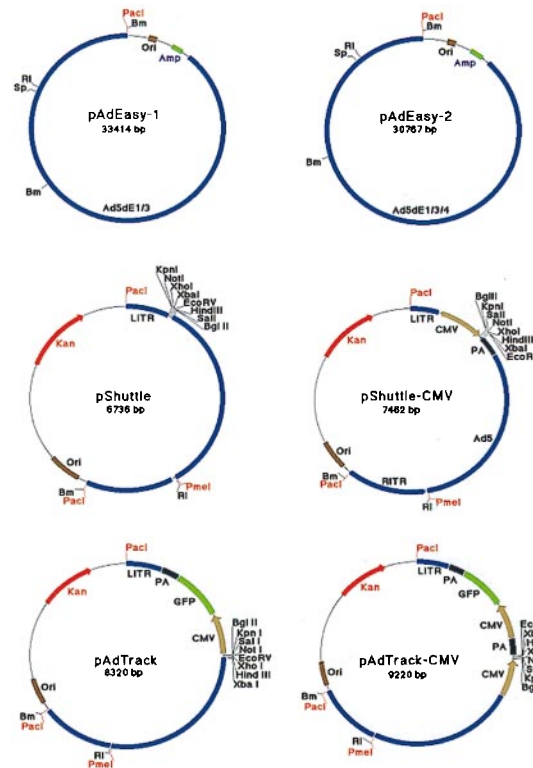 PacI
Bm
Ori
Amp
RI
Sp
pAdEasy-1
33414 bp
Bm
Ad5dE1/3
PacI
Bm
Ori
Amp
RI
Sp
pAdEasy-2
30767 bp
Bm
Ad5dE1/3/4
PacI
LITR
KpnI
NotI
XhoI
XbaI
EcoRV
HindIII
SalI
Bgl II
Kan
pShuttle
6736 bp
Ori
Bm
PacI
RI
PmeI
PacI
LITR
CMV
BglII
KpnI
SalI
NotI
XhoI
HindIII
XbaI
EcoR
PA
Kan
pShuttle-CMV
7462 bp
Ad5
Ori
Bm
PacI
RITR
RI
PmeI
PacI
LITR
PA
GFP
Kan
CMV
Bgl II
Kpn I
Sal I
Not I
EcoRV
Xho I
Hind III
Xba I
pAdTrack
8320 bp
Ori
Bm
PacI
RI
PmeI
PacI
LITR
PA
GFP
Kan
CMV
PA
CMV
pAdTrack-CMV
9220 bp
Ec
Xb
H
X
N
S
Kp
Bg
Ori
Bm
PacI
RI
PmeI